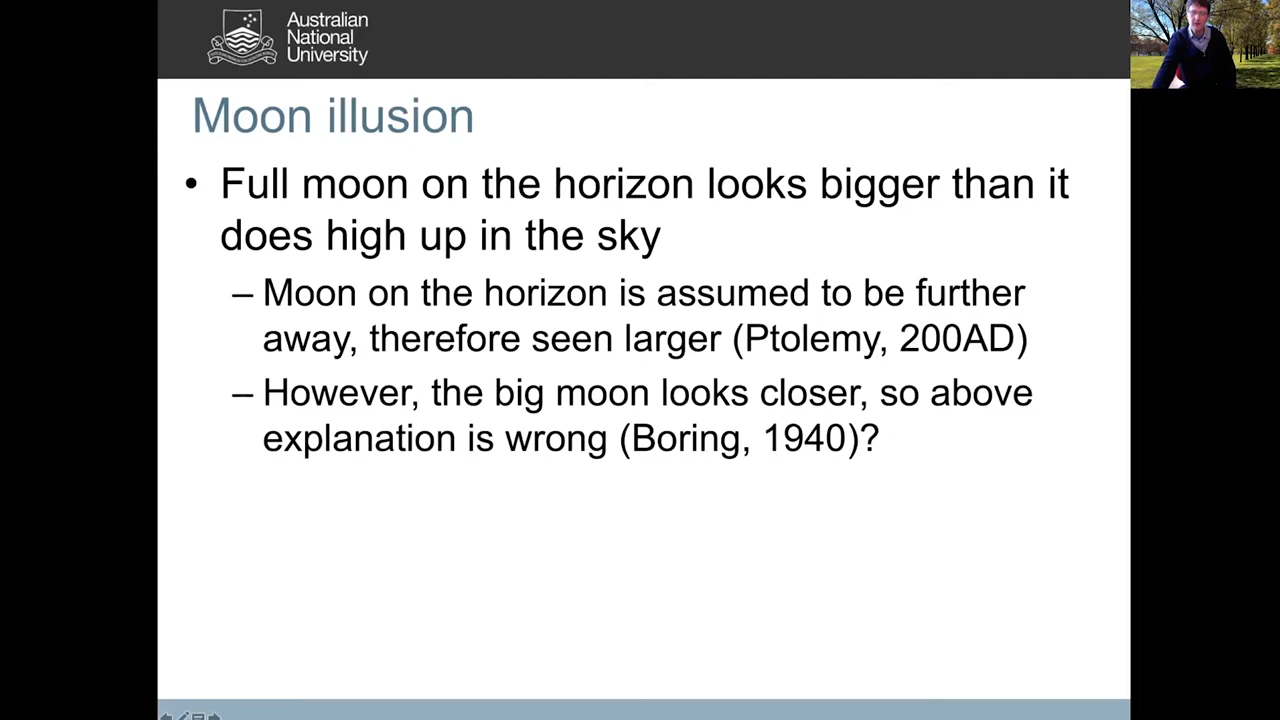 Australian
National
University
Moon illusion
• Full moon on the horizon looks bigger than it
does high up in the sky
– Moon on the horizon is assumed to be further
away, therefore seen larger (Ptolemy, 200AD)
– However, the big moon looks closer, so above
explanation is wrong (Boring, 1940)?